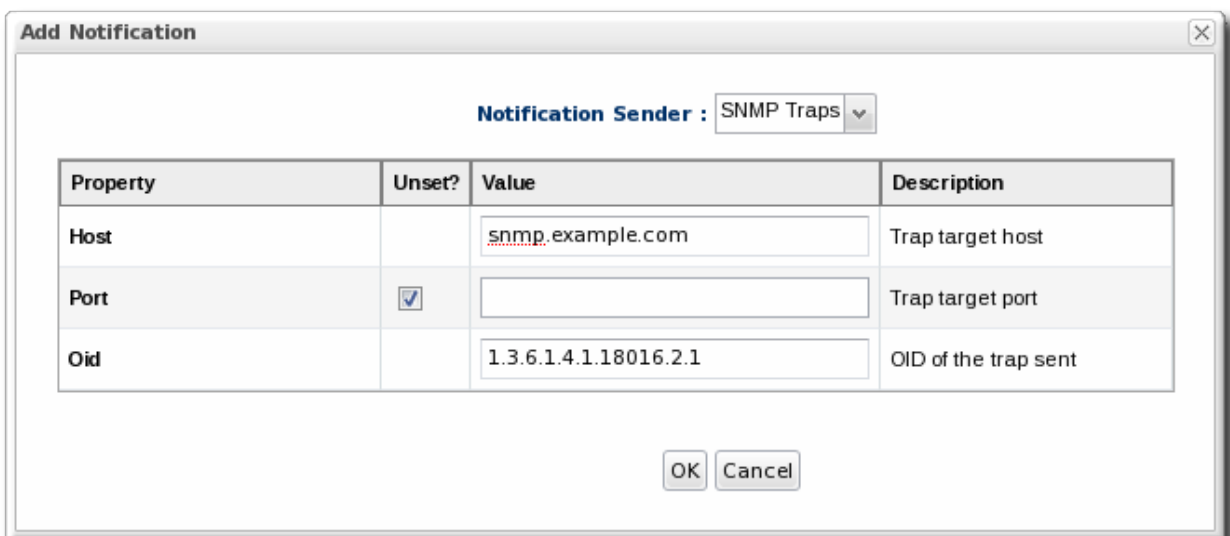 Add Notification
Notification Sender : SNMP Traps
Property Unset? Value Description
Host snmp.example.com Trap target host
Port Trap target port
Oid 1.3.6.1.4.1.18016.2.1 OID of the trap sent
OK Cancel